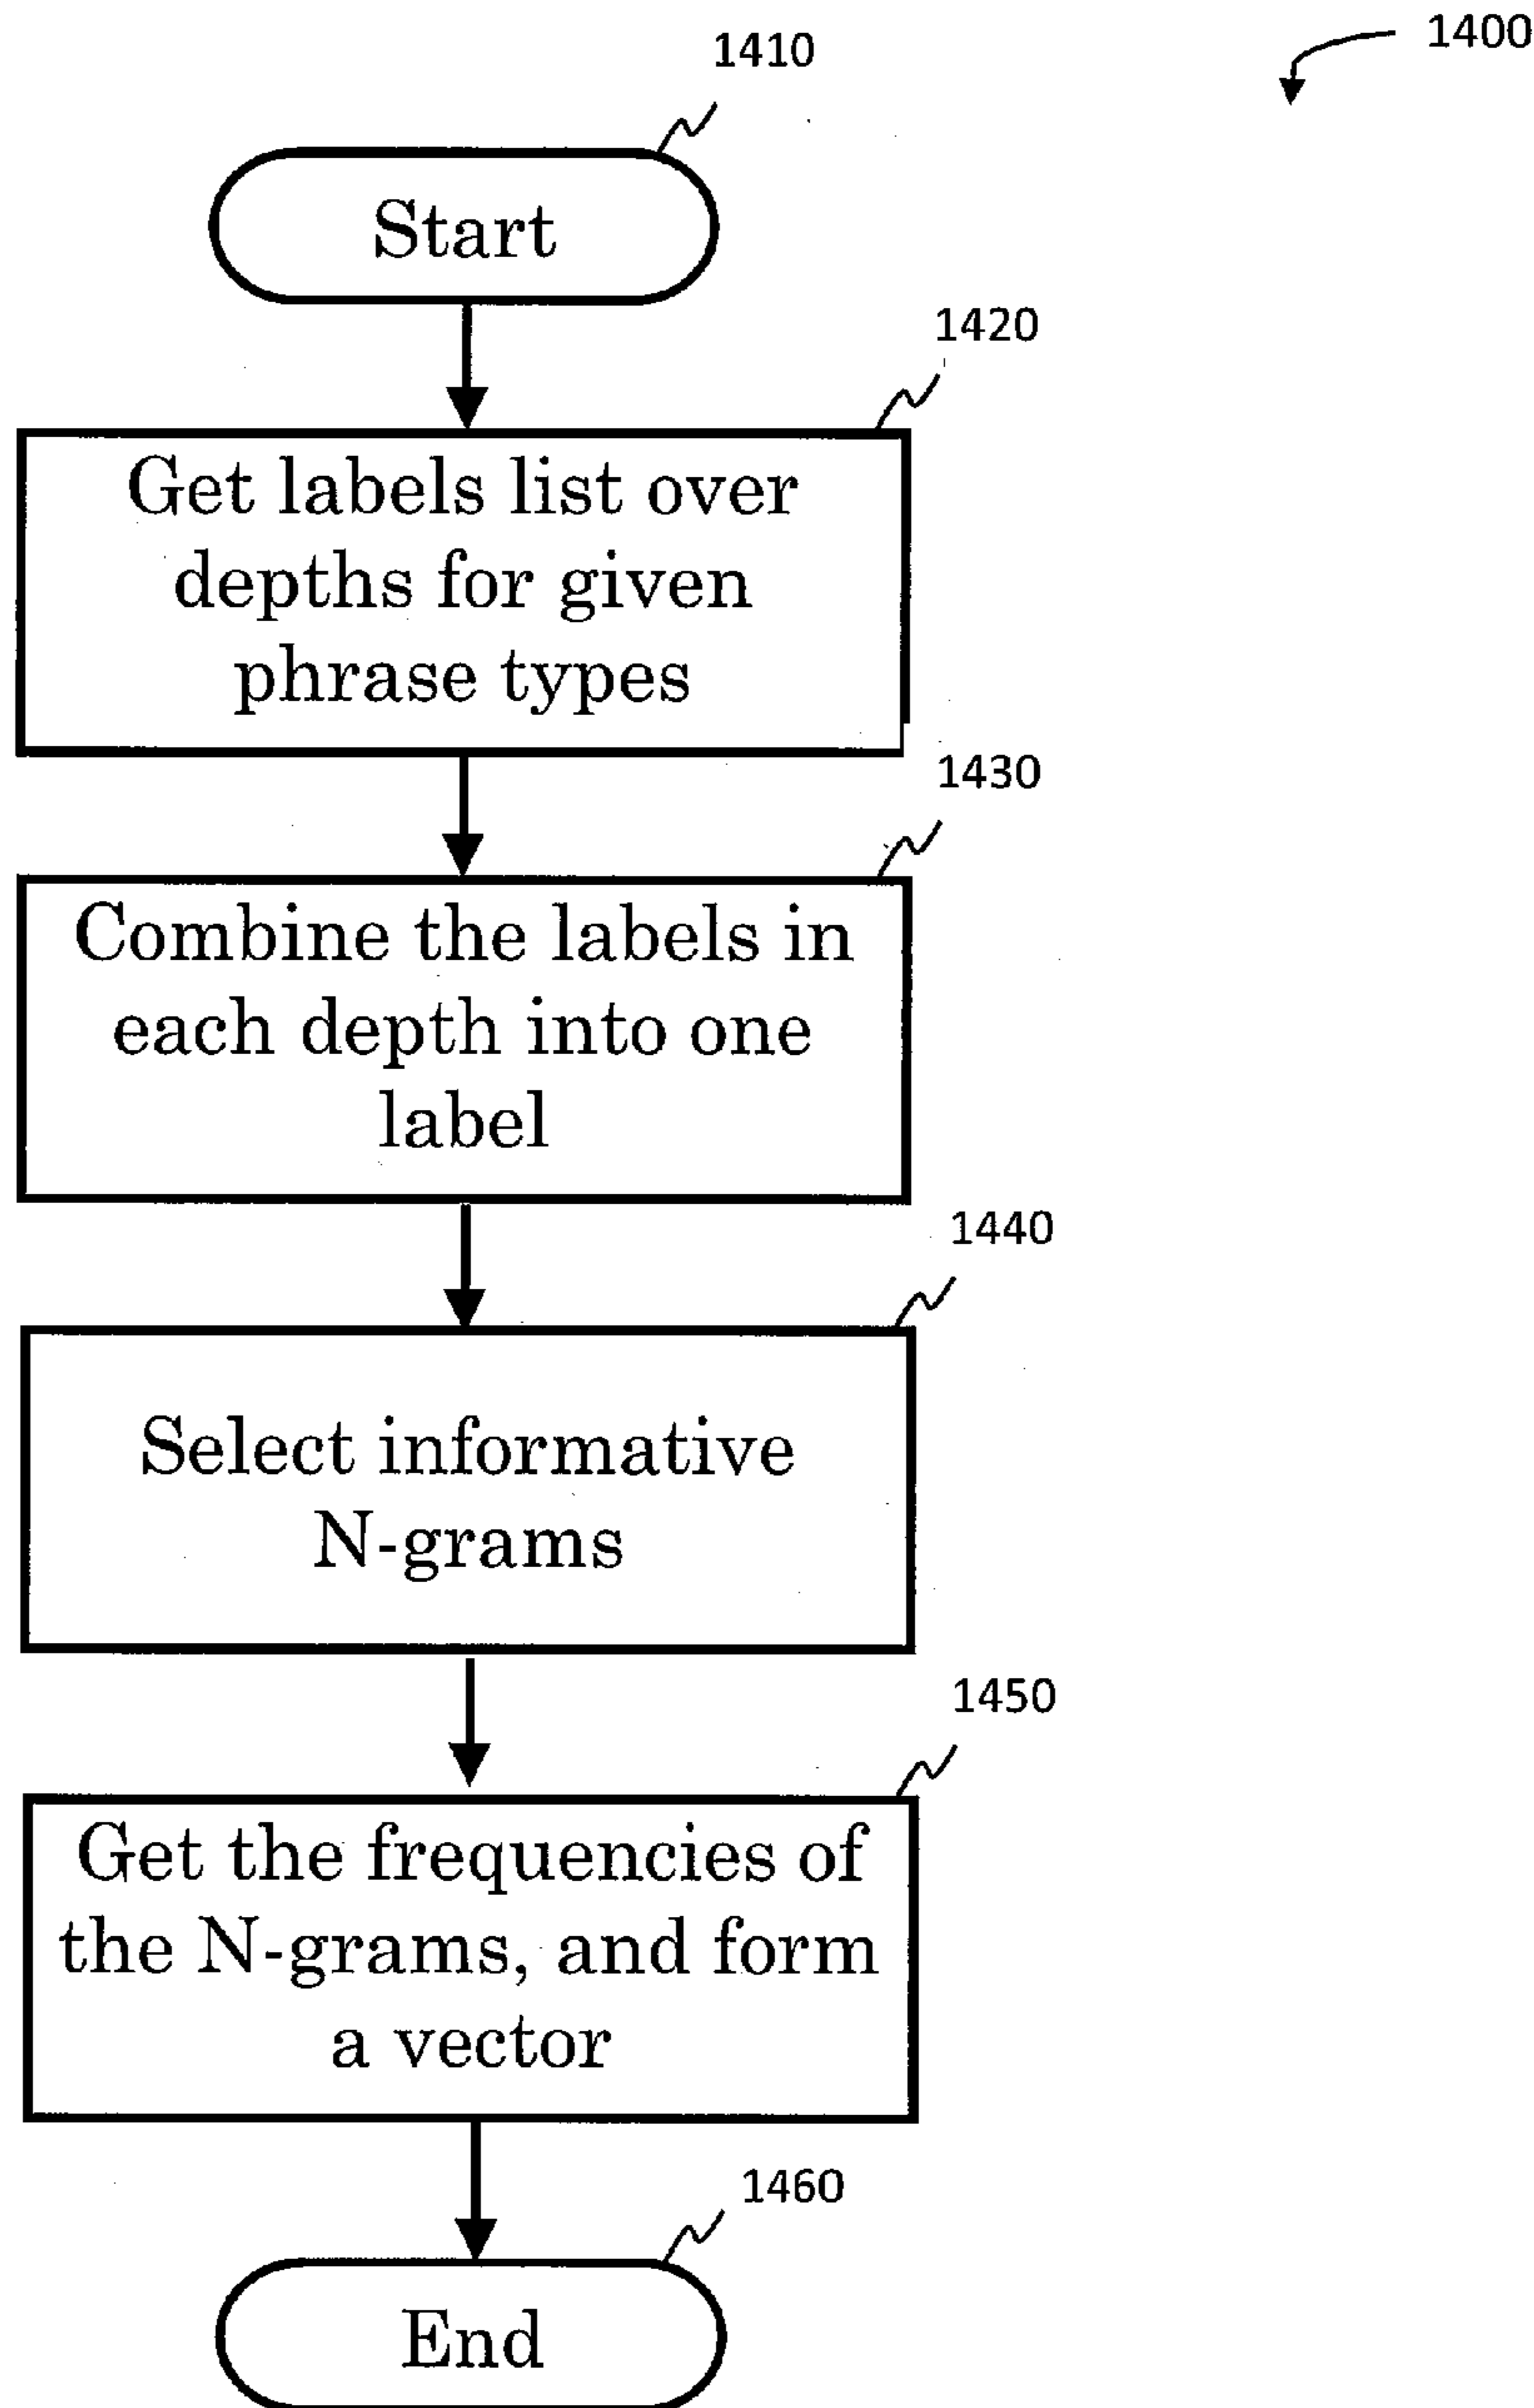 1400
1410
Start
1420
Get labels list over
depths for given
phrase types
1430
Combine the labels in
each depth into one
label
1440
Select informative
N-grams
1450
Get the frequencies of
the N-grams, and form
a vector
1460
End